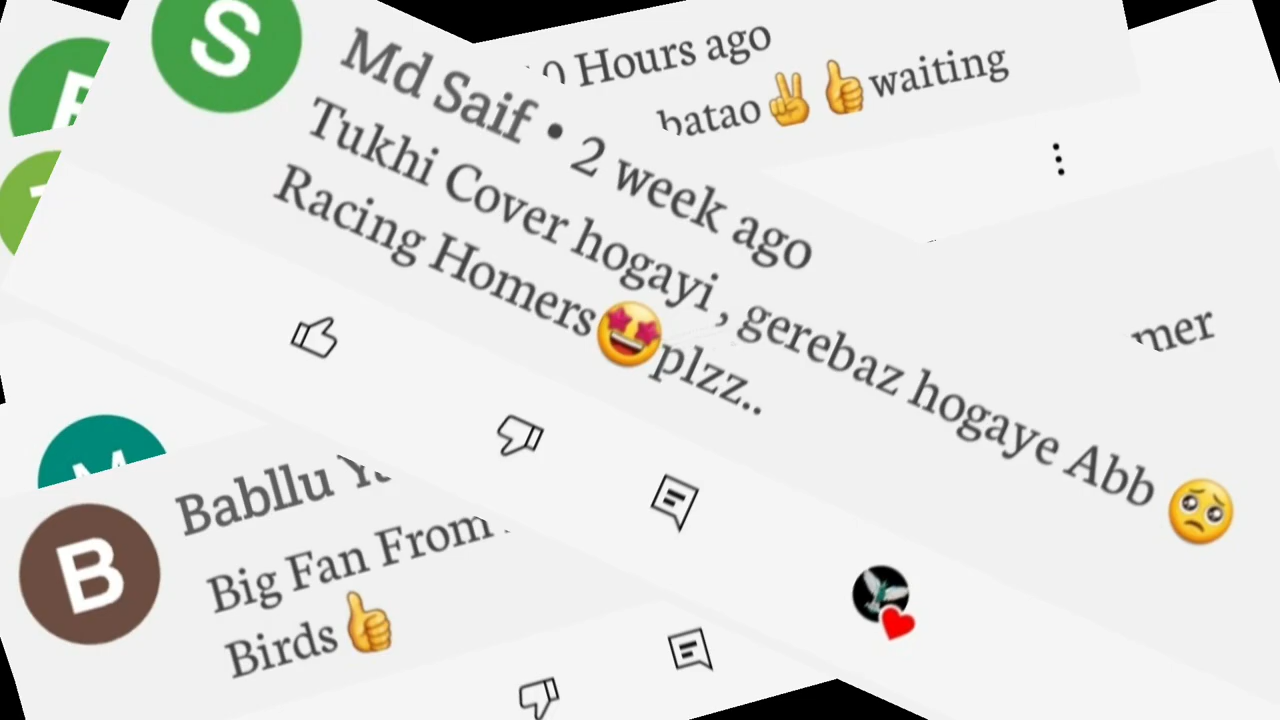 0 Hours ago
batao✌👍waiting
S
Md Saif • 2 week ago
Tukhi Cover hogayi, gerebaz hogaye Abb 🥺
Racing Homers🤩plzz..
mer
B
Babllu
Big Fan From
Birds👍